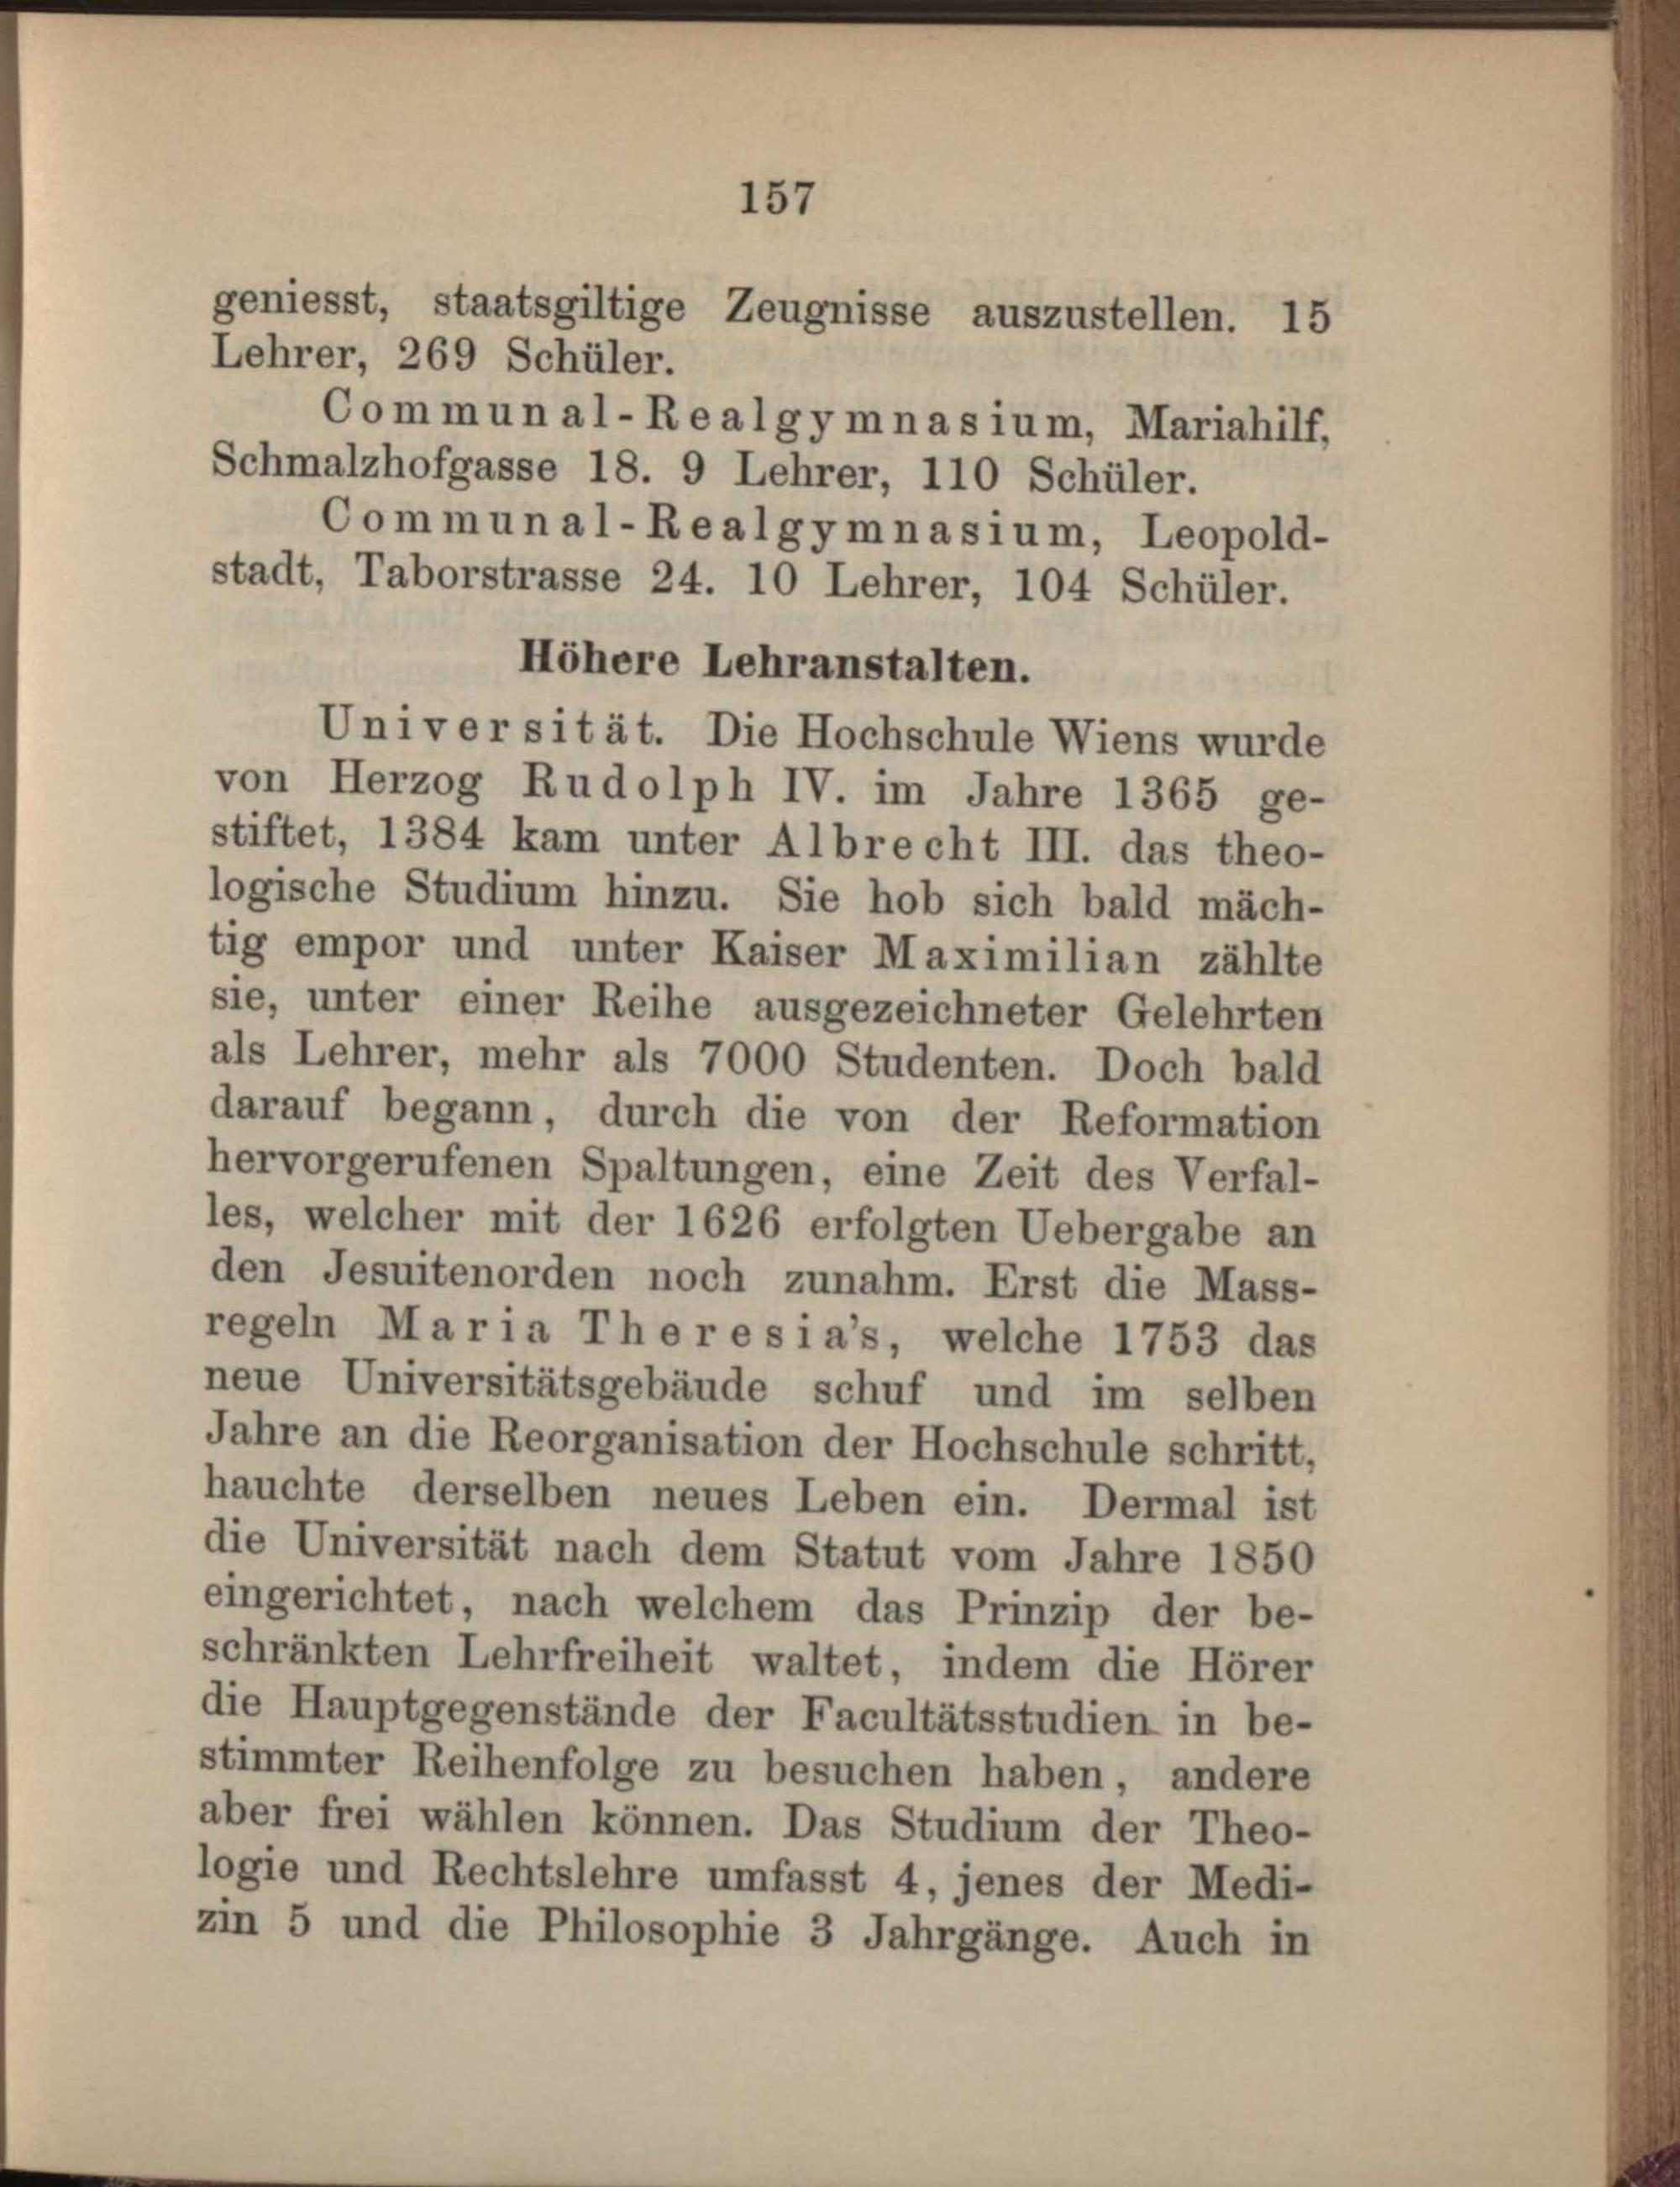 157
geniesst, staatsgiltige Zeugnisse auszustellen. 15
Lehrer, 269 Schüler.
Communal-Realgymnasium, Mariahilf,
Schmalzhofgasse 18. 9 Lehrer, 110 Schüler.
Communal-Realgymnasium, Leopold-
stadt, Taborstrasse 24. 10 Lehrer, 104 Schüler.
Höhere Lehranstalten.
Universität. Die Hochschule Wiens wurde
von Herzog Rudolph IV. im Jahre 1365 ge-
stiftet, 1384 kam unter Albrecht III. das theo-
logische Studium hinzu. Sie hob sich bald mäch-
tig empor und unter Kaiser Maximilian zählte
sie, unter einer Reihe ausgezeichneter Gelehrten
als Lehrer, mehr als 7000 Studenten. Doch bald
darauf begann, durch die von der Reformation
hervorgerufenen Spaltungen, eine Zeit des Verfal-
les, welcher mit der 1626 erfolgten Uebergabe an
den Jesuitenorden noch zunahm. Erst die Mass-
regeln Maria Theresia's, welche 1753 das
neue Universitätsgebäude schuf und im selben
Jahre an die Reorganisation der Hochschule schritt,
hauchte derselben neues Leben ein. Dermal ist
die Universität nach dem Statut vom Jahre 1850
eingerichtet, nach welchem das Prinzip der be-
schränkten Lehrfreiheit waltet, indem die Hörer
die Hauptgegenstände der Facultätsstudien in be-
stimmter Reihenfolge zu besuchen haben, andere
aber frei wählen können. Das Studium der Theo-
logie und Rechtslehre umfasst 4, jenes der Medi-
zin 5 und die Philosophie 3 Jahrgänge. Auch in